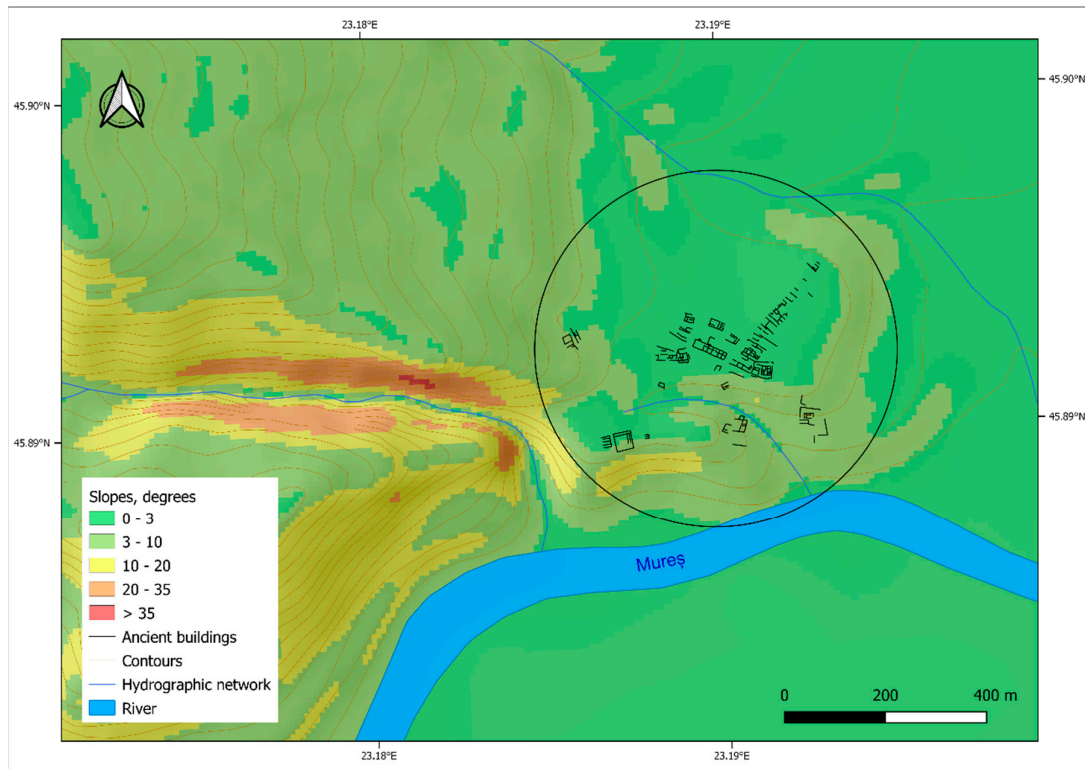 23.18°E
23.19°E
45.90°N
45.90°N
45.89°N
45.89°N
Mureș
Slopes, degrees
0 - 3
3 - 10
10 - 20
20 - 35
> 35
Ancient buildings
Contours
Hydrographic network
River
0 200 400 m
23.18°E
23.19°E